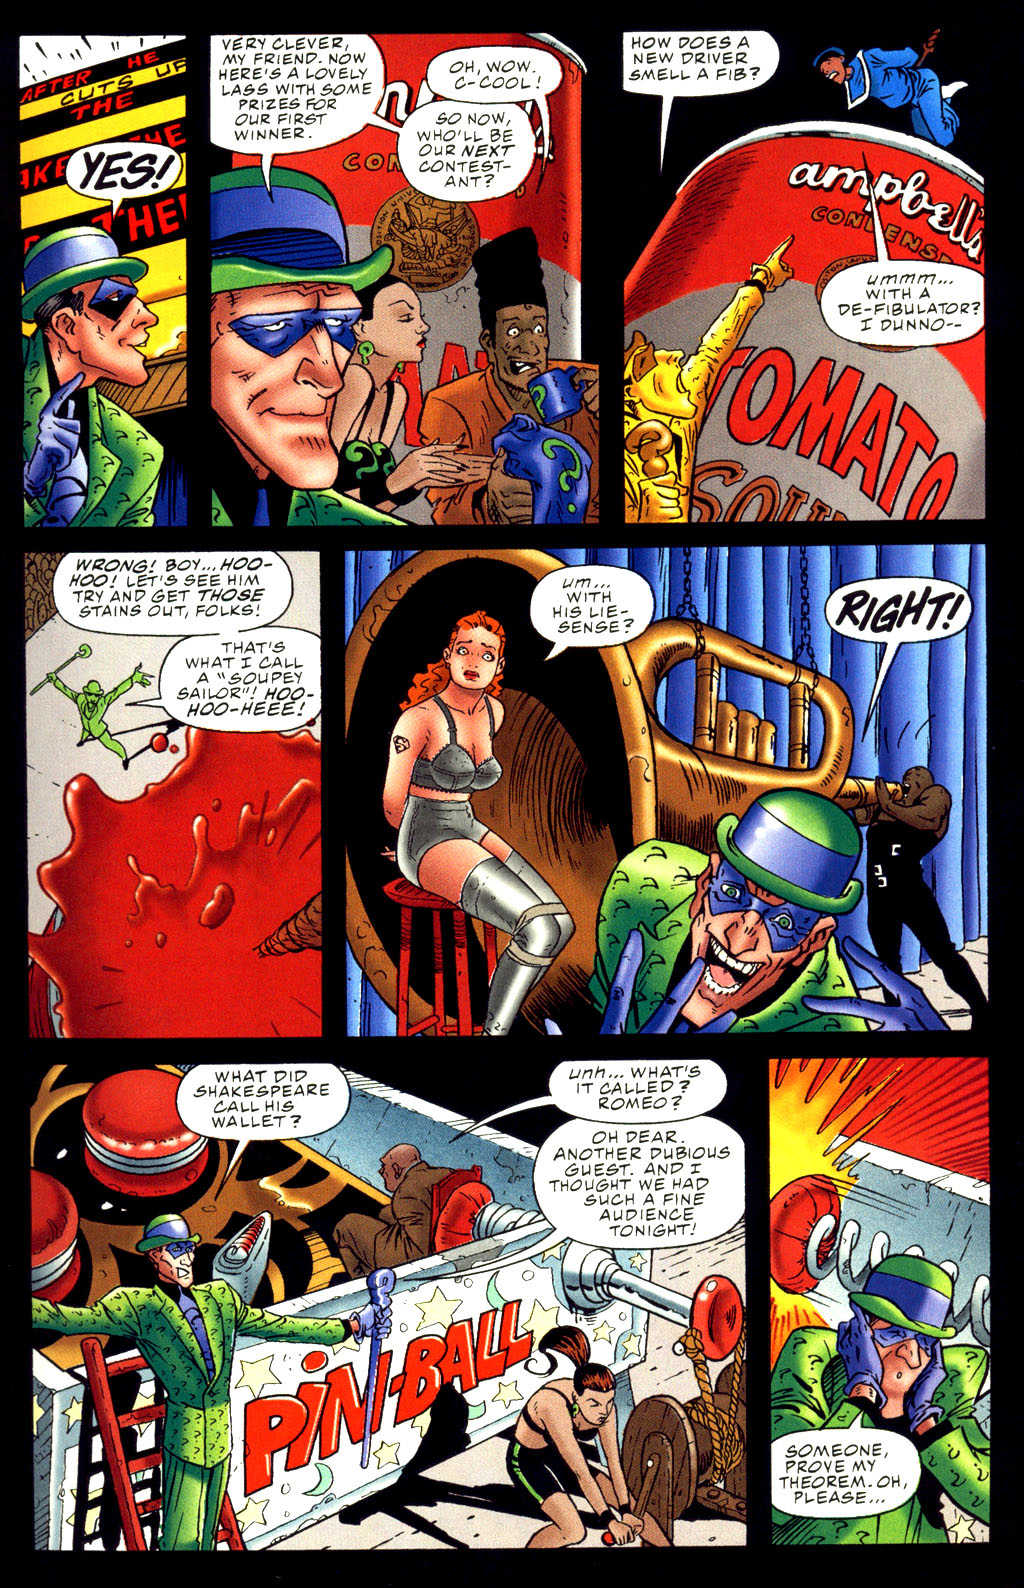 AFTER HE
CUTS UP
THE
YES!
VERY CLEVER,
MY FRIEND. NOW
HERE'S A LOVELY
LASS WITH SOME
PRIZES FOR
OUR FIRST
WINNER.
OH, WOW.
C-COOL!
SO NOW,
WHO'LL BE
OUR NEXT
CONTEST-
ANT?
HOW DOES A
NEW DRIVER
SMELL A FIB?
ampbell's
TOMATO
SOUP
ummm...
WITH A
DE-FIBULATOR?
I DUNNO--
WRONG! BOY... HOO-
HOO! LET'S SEE HIM
TRY AND GET THOSE
STAINS OUT, FOLKS!
THAT'S
WHAT I CALL
A "SOUPEY
SAILOR"! HOO-
HOO-HEEE!
um...
WITH
HIS LIE-
SENSE?
RIGHT!
WHAT DID
SHAKESPEARE
CALL HIS
WALLET?
unh... WHAT'S
IT CALLED?
ROMEO?
OH DEAR.
ANOTHER DUBIOUS
GUEST. AND I
THOUGHT WE HAD
SUCH A FINE
AUDIENCE
TONIGHT!
PiN-BALL
SOMEONE,
PROVE MY
THEOREM. OH,
PLEASE...